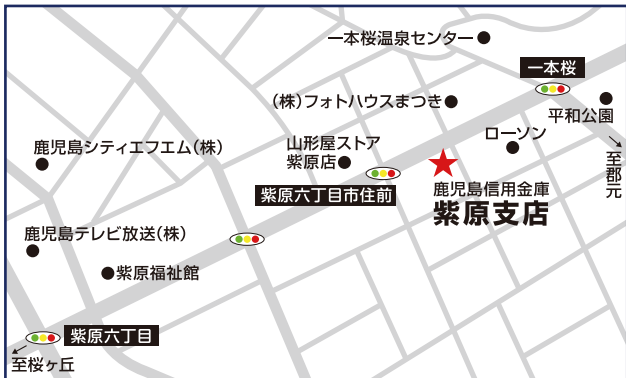 一本桜温泉センター
一本桜
(株)フォトハウスまつき
平和公園
ローソン
至郡元
鹿児島シティエフエム(株)
山形屋ストア
紫原店
紫原六丁目市住前
鹿児島信用金庫
紫原支店
鹿児島テレビ放送(株)
紫原福祉館
紫原六丁目
至桜ヶ丘